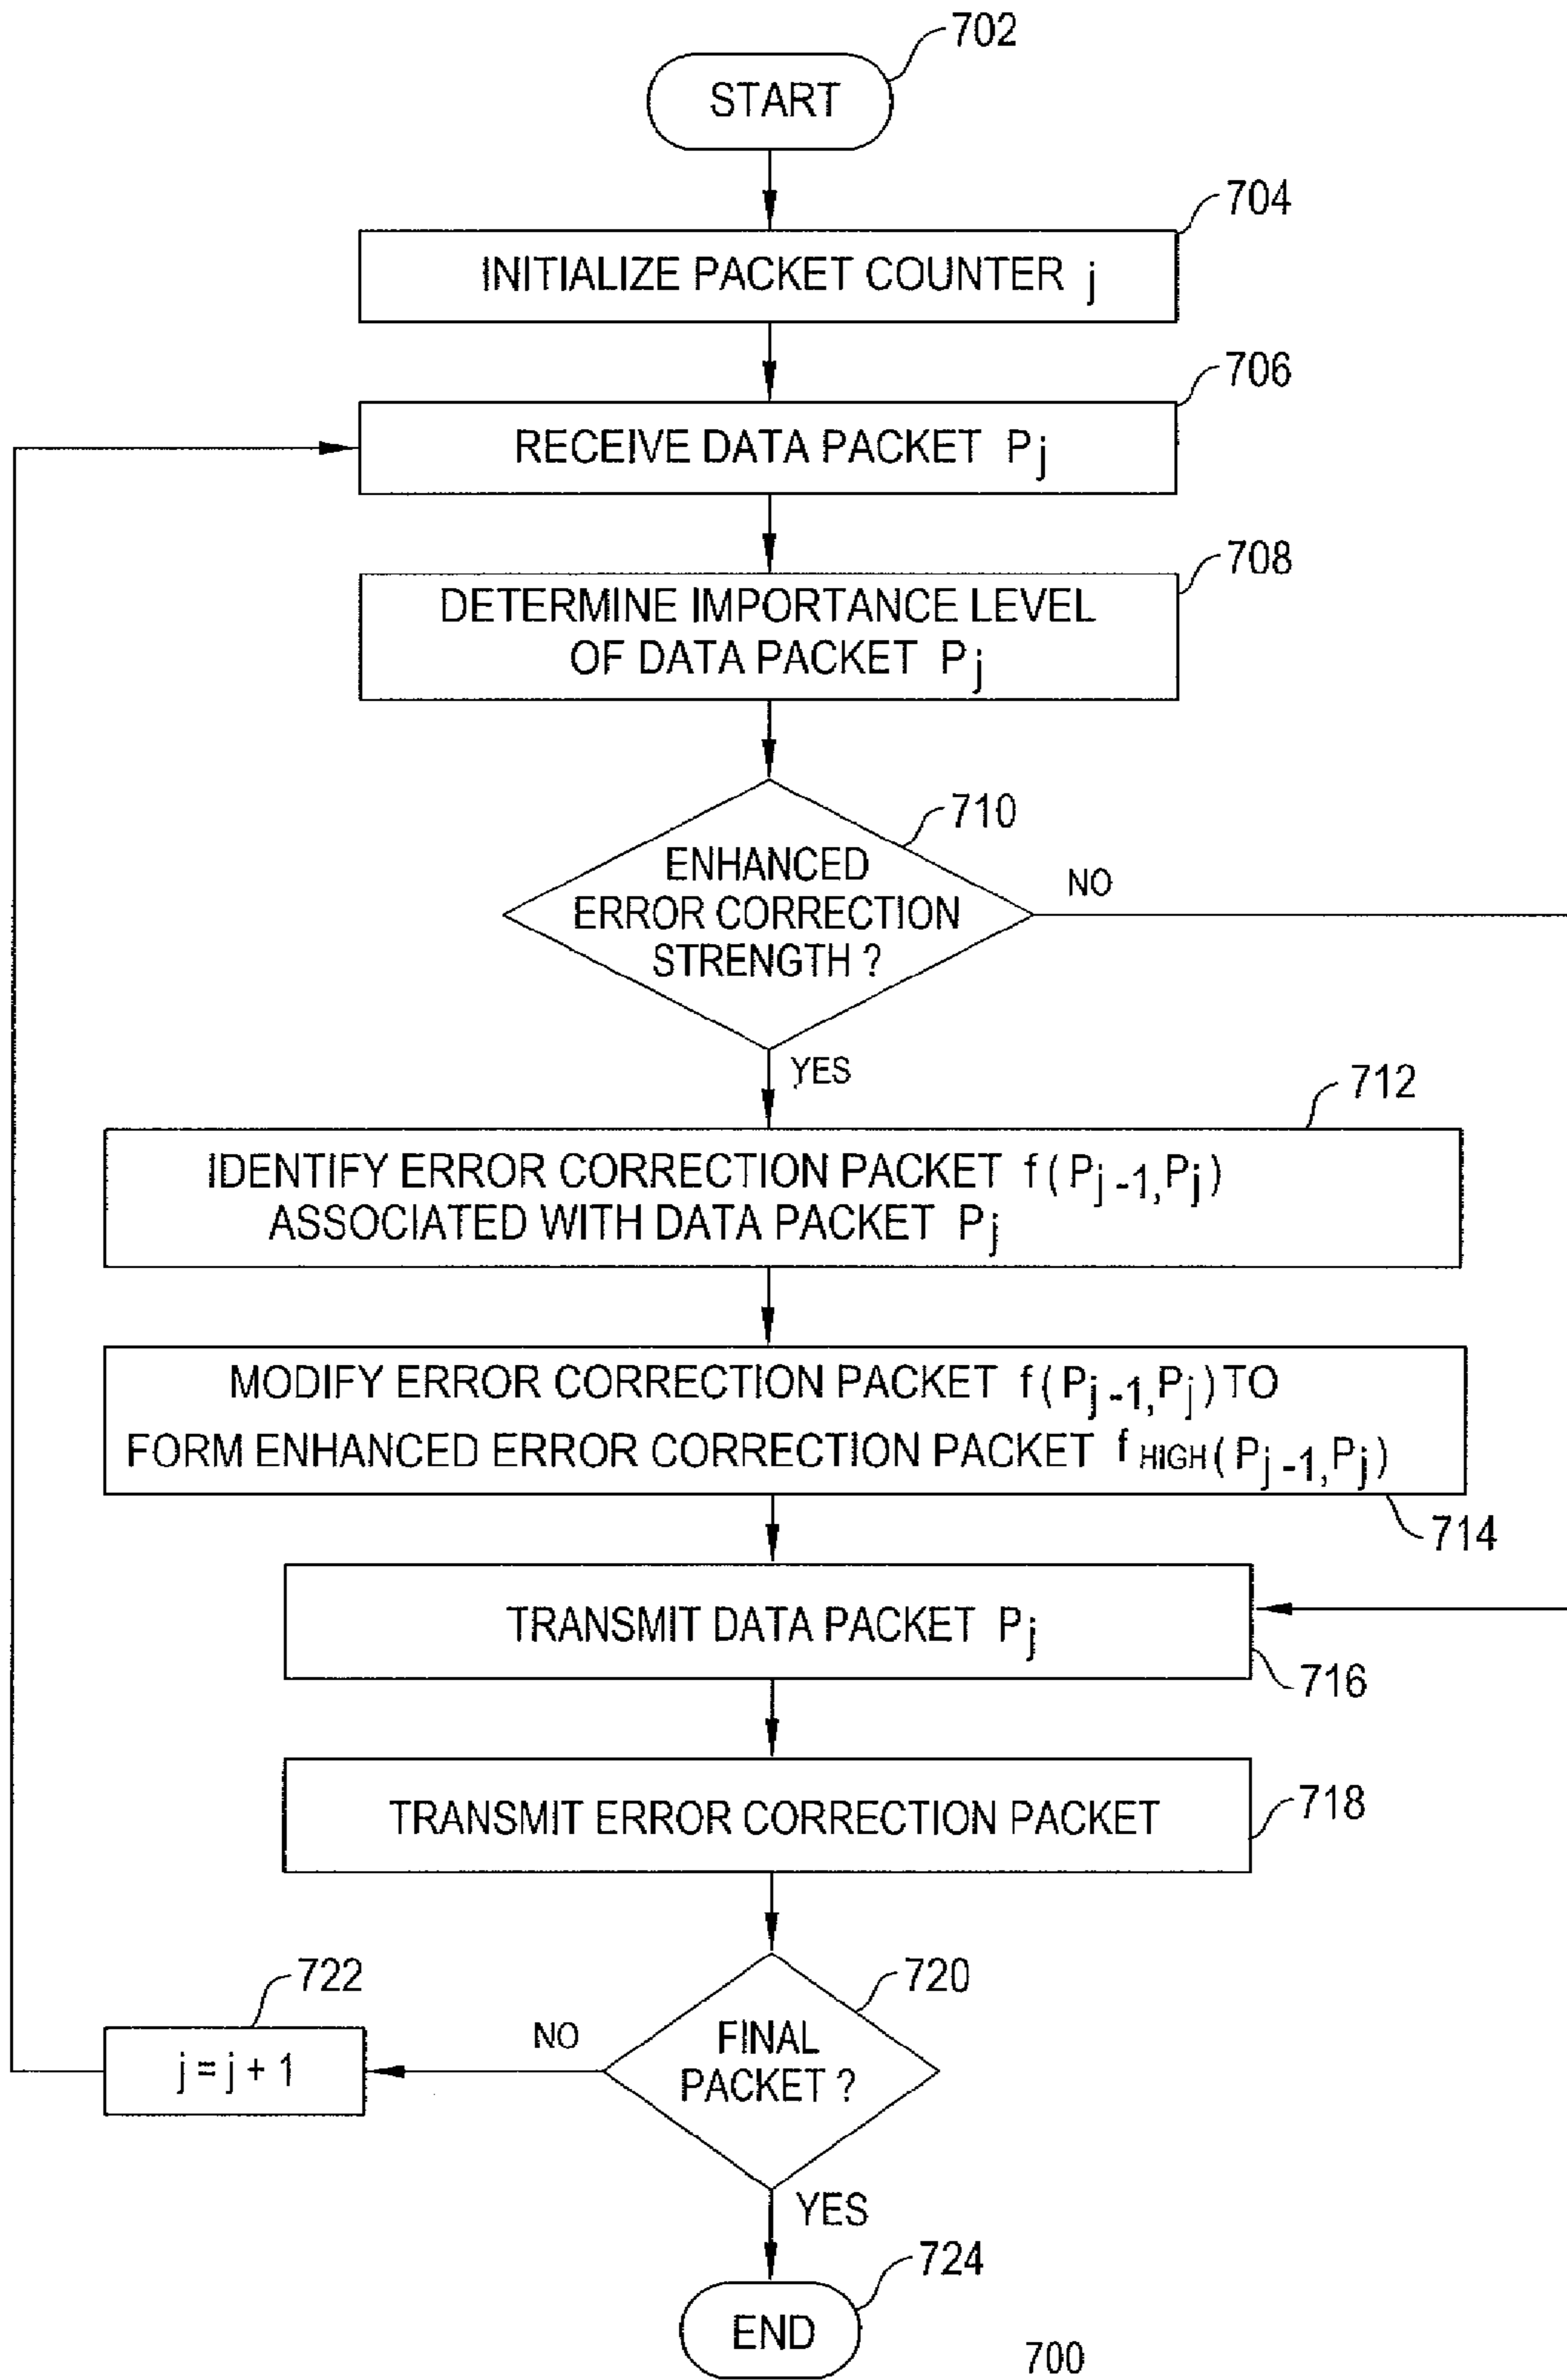 702
START
704
INITIALIZE PACKET COUNTER j
706
RECEIVE DATA PACKET Pj
708
DETERMINE IMPORTANCE LEVEL
OF DATA PACKET Pj
710
ENHANCED
ERROR CORRECTION
STRENGTH ?
NO
YES
712
IDENTIFY ERROR CORRECTION PACKET f(Pj-1,Pj)
ASSOCIATED WITH DATA PACKET Pj
MODIFY ERROR CORRECTION PACKET f(Pj-1,Pj) TO
FORM ENHANCED ERROR CORRECTION PACKET fHIGH(Pj-1,Pj)
714
TRANSMIT DATA PACKET Pj
716
TRANSMIT ERROR CORRECTION PACKET
718
720
FINAL
PACKET ?
NO
722
j = j + 1
YES
724
END
700